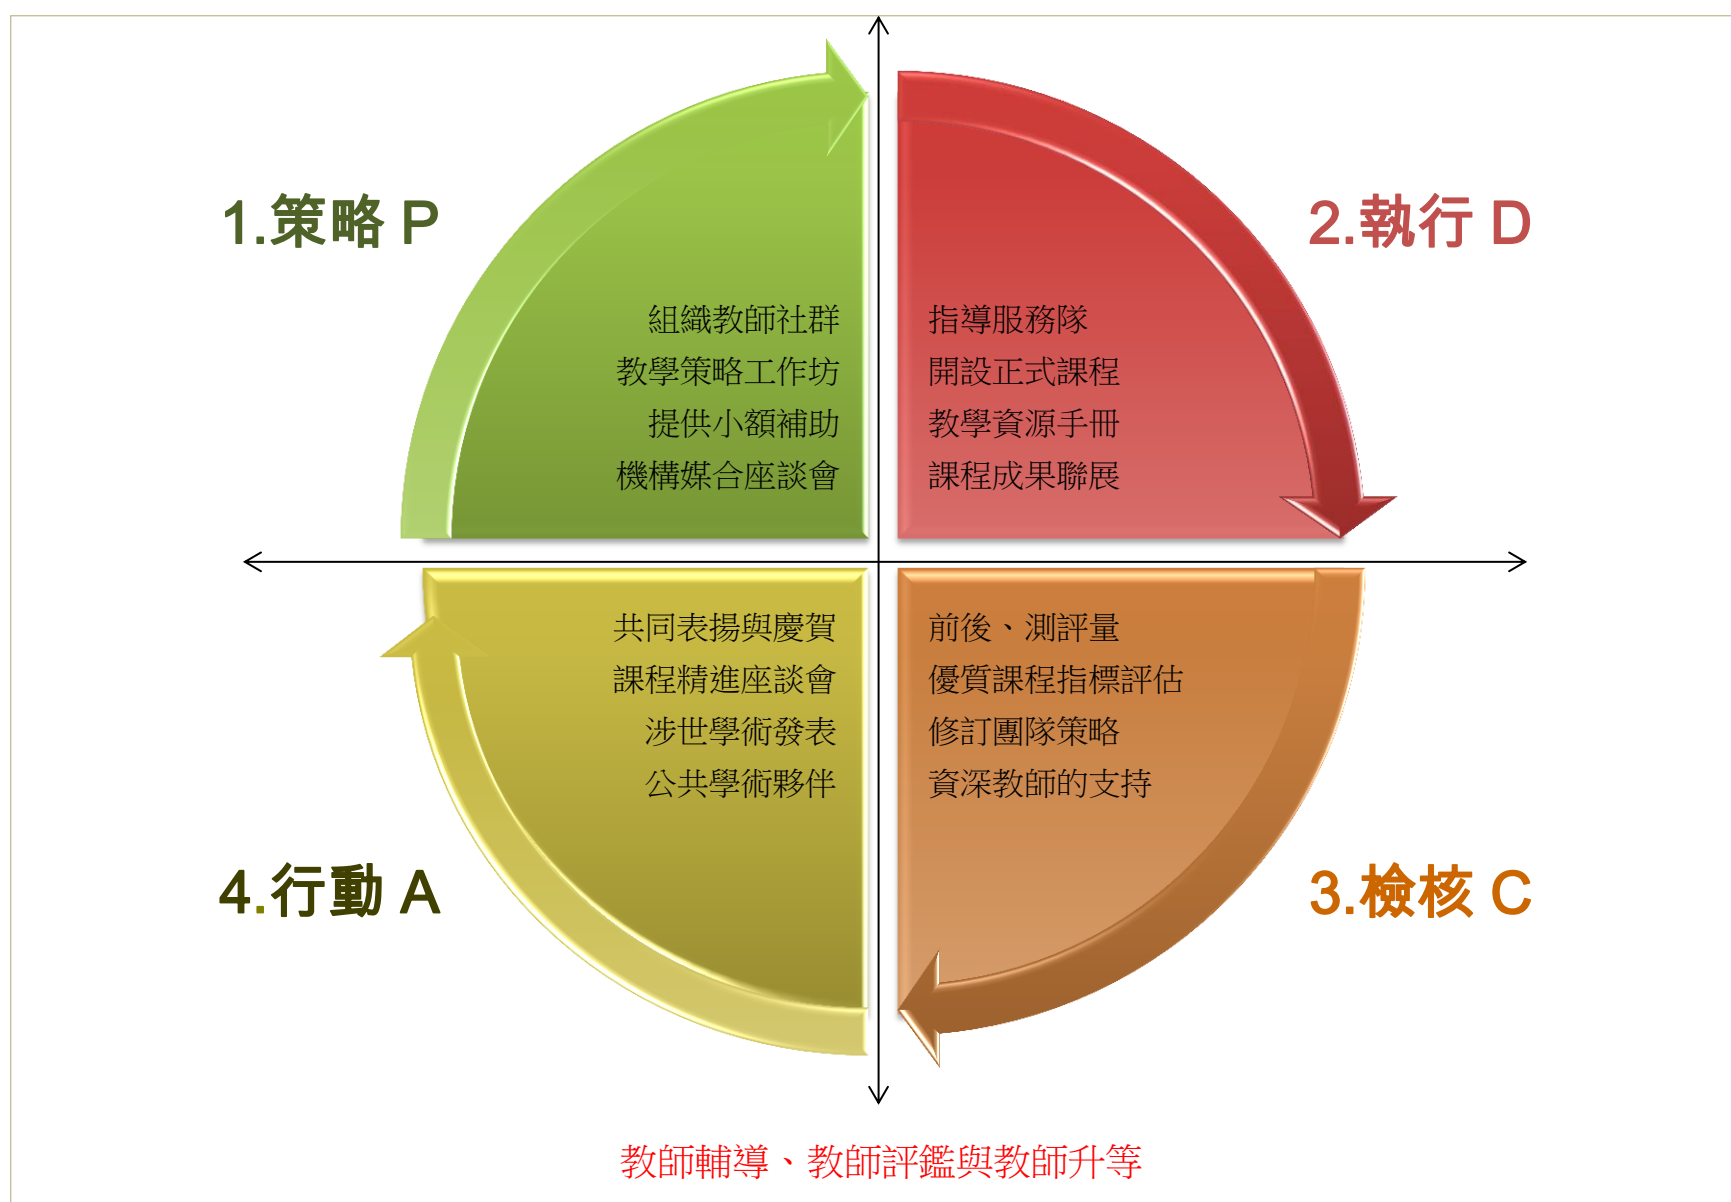 1.策略 P
組織教師社群
教學策略工作坊
提供小額補助
機構媒合座談會
2.執行 D
指導服務隊
開設正式課程
教學資源手冊
課程成果聯展
3.檢核 C
前後、測評量
優質課程指標評估
修訂團隊策略
資深教師的支持
4.行動 A
共同表揚與慶賀
課程精進座談會
涉世學術發表
公共學術夥伴
教師輔導、教師評鑑與教師升等